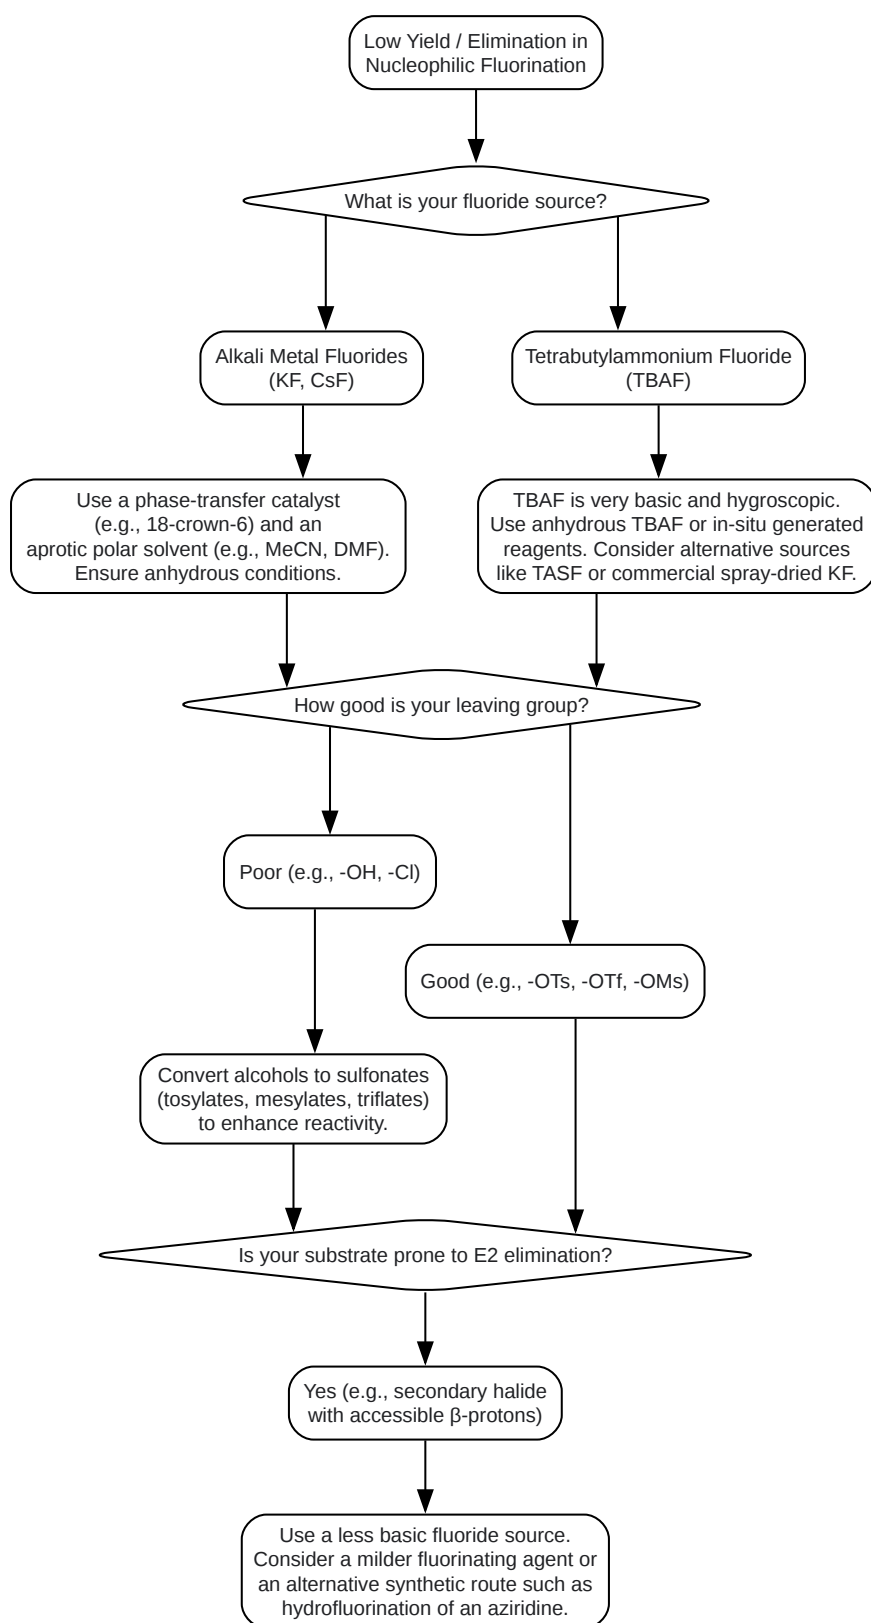 Low Yield / Elimination in
Nucleophilic Fluorination
What is your fluoride source?
Alkali Metal Fluorides
(KF, CsF)
Tetrabutylammonium Fluoride
(TBAF)
Use a phase-transfer catalyst
(e.g., 18-crown-6) and an
aprotic polar solvent (e.g., MeCN, DMF).
Ensure anhydrous conditions.
TBAF is very basic and hygroscopic.
Use anhydrous TBAF or in-situ generated
reagents. Consider alternative sources
like TASF or commercial spray-dried KF.
How good is your leaving group?
Poor (e.g., -OH, -Cl)
Good (e.g., -OTs, -OTf, -OMs)
Convert alcohols to sulfonates
(tosylates, mesylates, triflates)
to enhance reactivity.
Is your substrate prone to E2 elimination?
Yes (e.g., secondary halide
with accessible β-protons)
Use a less basic fluoride source.
Consider a milder fluorinating agent or
an alternative synthetic route such as
hydrofluorination of an aziridine.